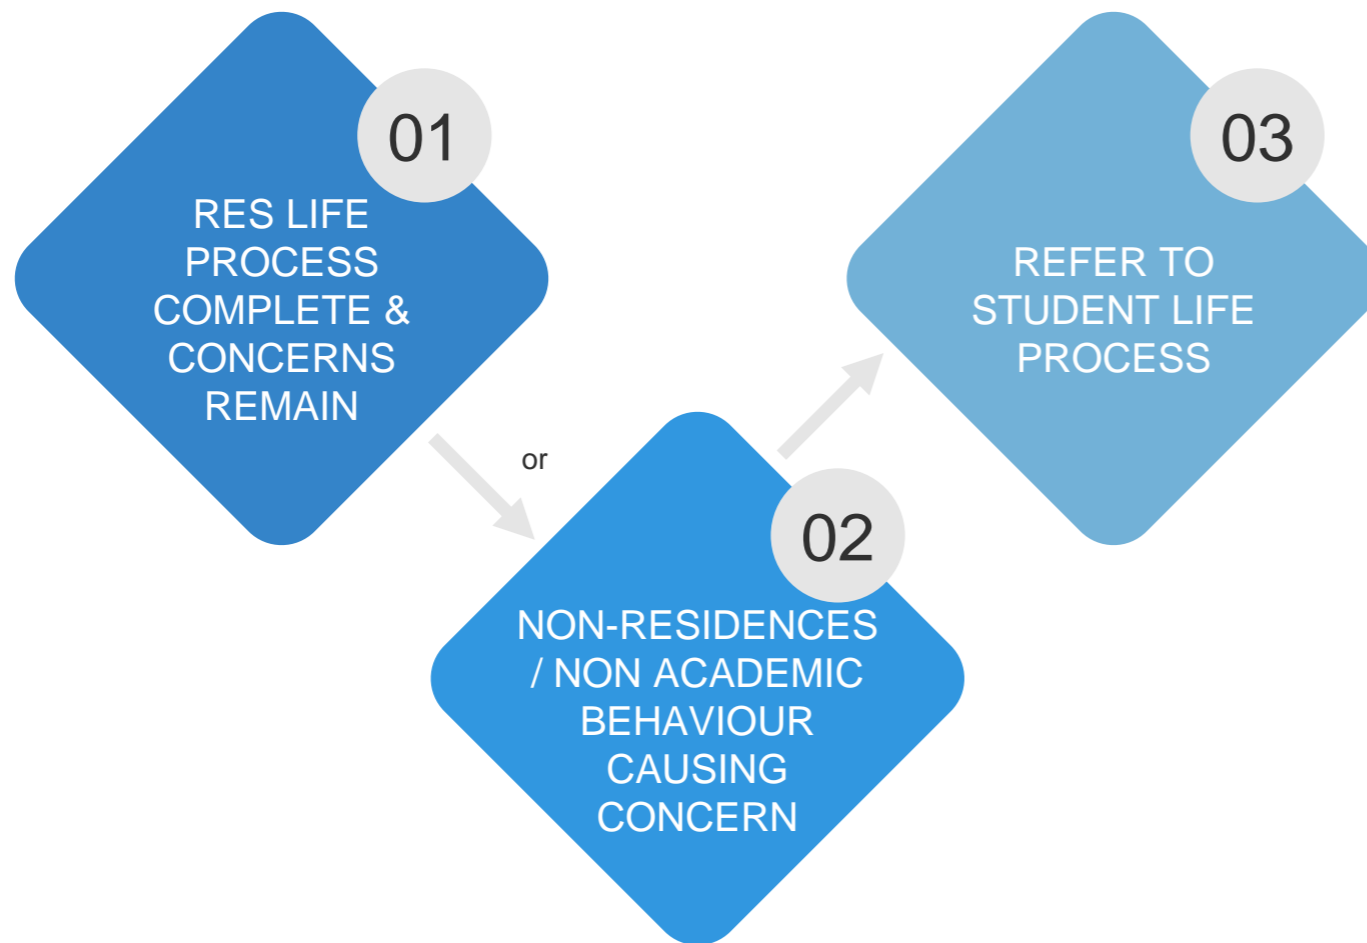 01
RES LIFE
PROCESS
COMPLETE &
CONCERNS
REMAIN
or
02
NON-RESIDENCES
/ NON ACADEMIC
BEHAVIOUR
CAUSING
CONCERN
03
REFER TO
STUDENT LIFE
PROCESS